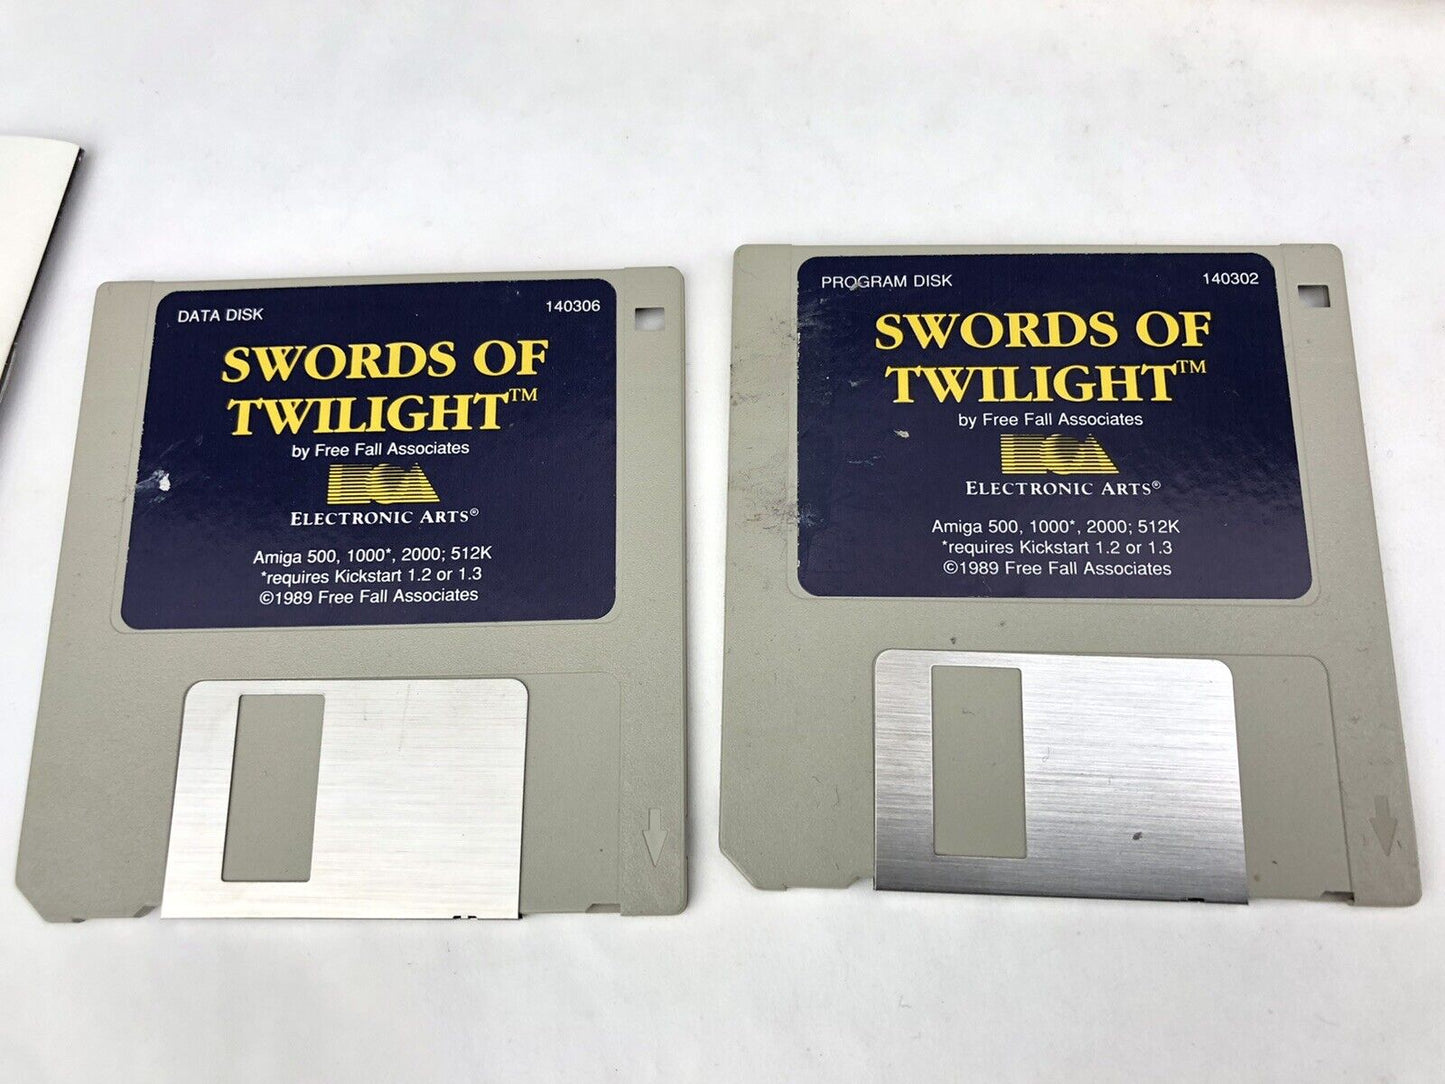 DATA DISK 140306
SWORDS OF
TWILIGHT™
by Free Fall Associates
ELECTRONIC ARTS®
Amiga 500, 1000*, 2000; 512K
*requires Kickstart 1.2 or 1.3
©1989 Free Fall Associates
PROGRAM DISK 140302
SWORDS OF
TWILIGHT™
by Free Fall Associates
ELECTRONIC ARTS®
Amiga 500, 1000*, 2000; 512K
*requires Kickstart 1.2 or 1.3
©1989 Free Fall Associates